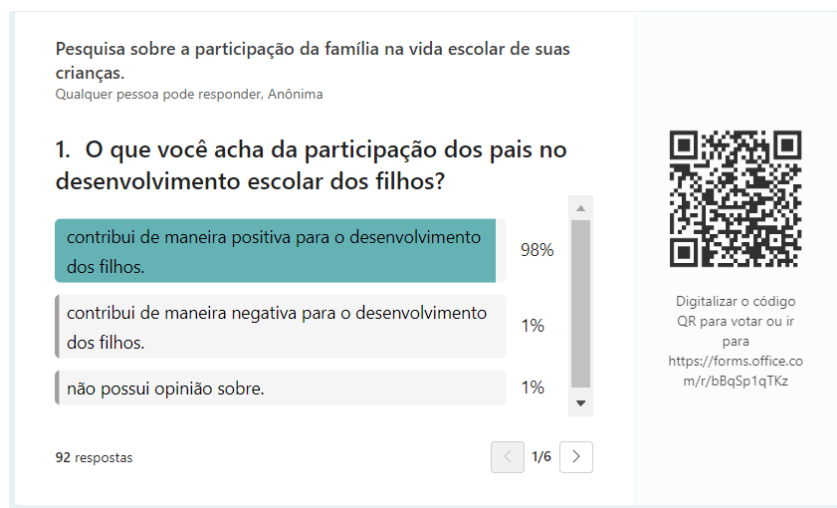 Pesquisa sobre a participação da família na vida escolar de suas
crianças.
Qualquer pessoa pode responder, Anônima
1. O que você acha da participação dos pais no
desenvolvimento escolar dos filhos?
contribui de maneira positiva para o desenvolvimento
dos filhos.
98%
contribui de maneira negativa para o desenvolvimento
dos filhos.
1%
não possui opinião sobre.
1%
92 respostas
1/6
Digitalizar o código
QR para votar ou ir
para
https://forms.office.co
m/r/bBqSp1qTKz